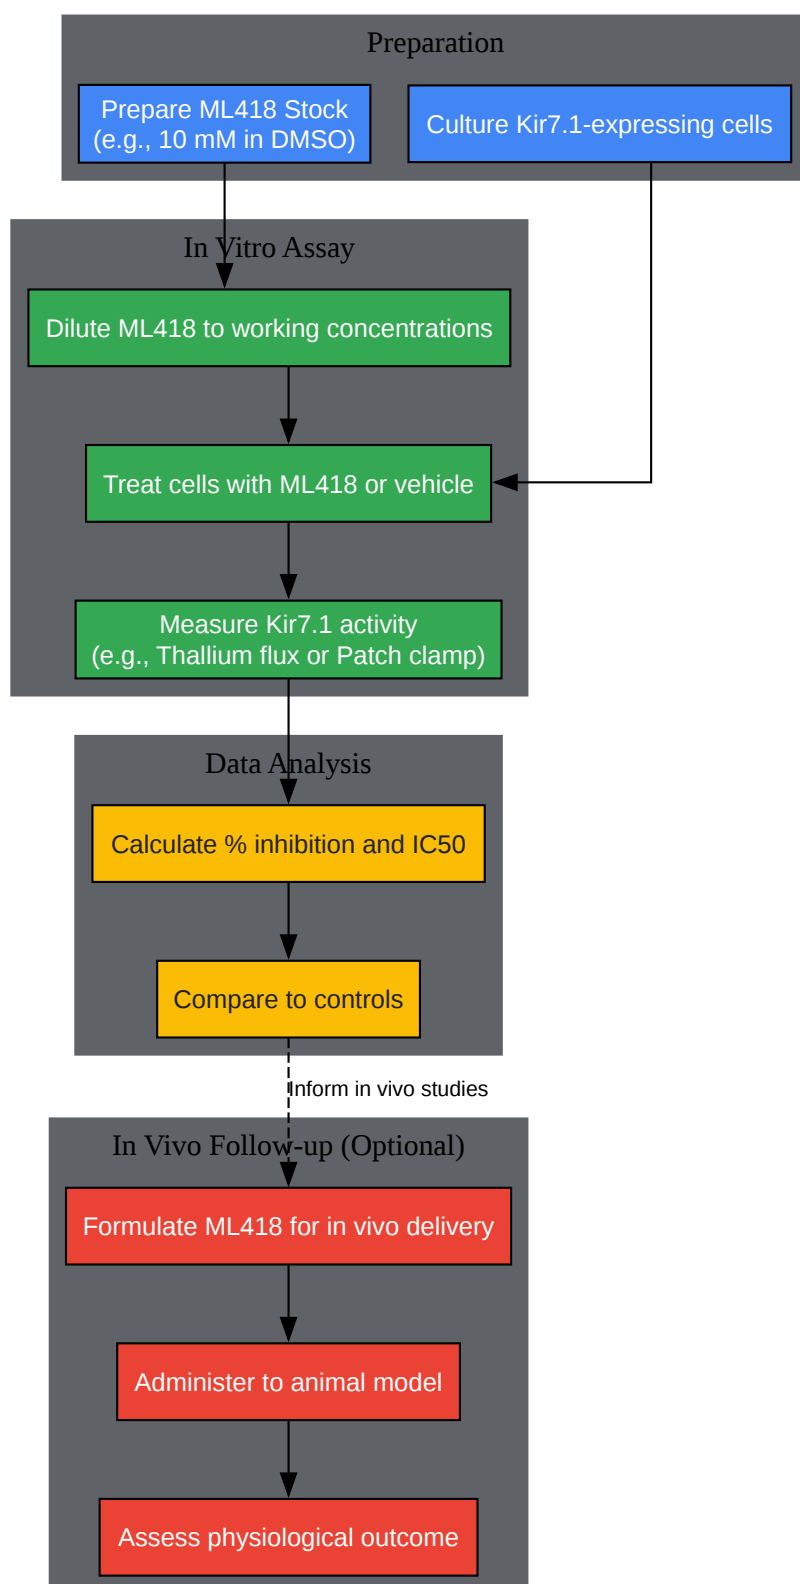 Preparation
Prepare ML418 Stock
(e.g., 10 mM in DMSO)
Culture Kir7.1-expressing cells
In Vitro Assay
Dilute ML418 to working concentrations
Treat cells with ML418 or vehicle
Measure Kir7.1 activity
(e.g., Thallium flux or Patch clamp)
Data Analysis
Calculate % inhibition and IC50
Compare to controls
Inform in vivo studies
In Vivo Follow-up (Optional)
Formulate ML418 for in vivo delivery
Administer to animal model
Assess physiological outcome